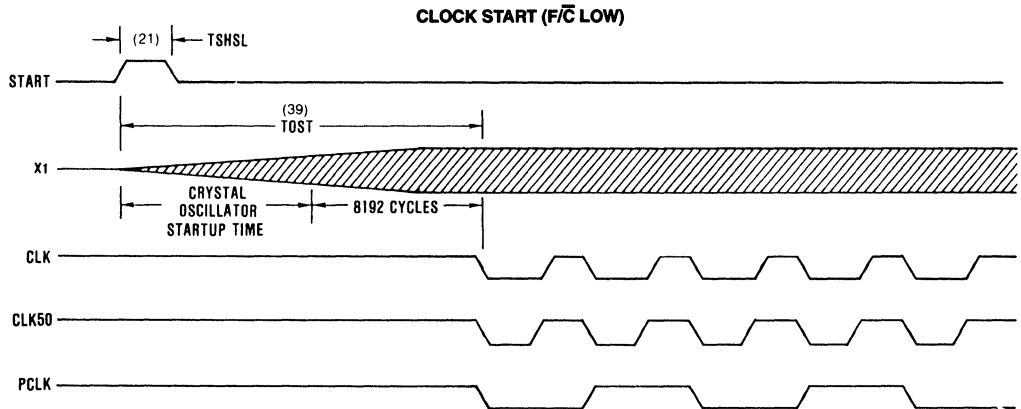 CLOCK START (F/C̅ LOW)
(21) TSHSL
START
(39)
TOST
X1
CRYSTAL
OSCILLATOR
STARTUP TIME
8192 CYCLES
CLK
CLK50
PCLK